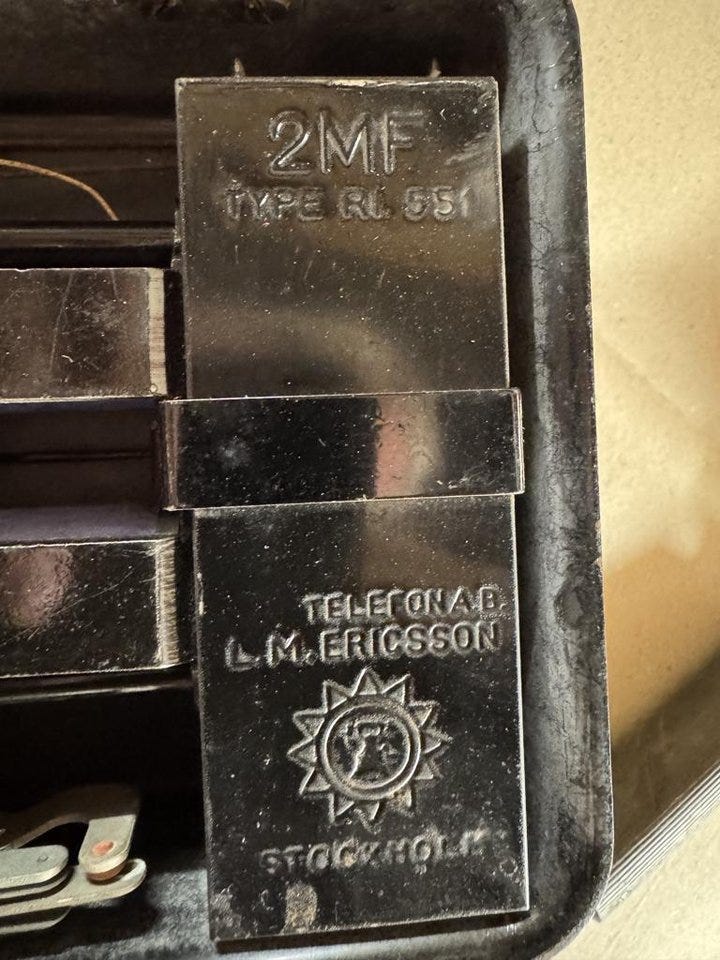 2MF
TYPE RL 551
TELEFONAB.
L.M. ERICSSON
STOCKHOLM